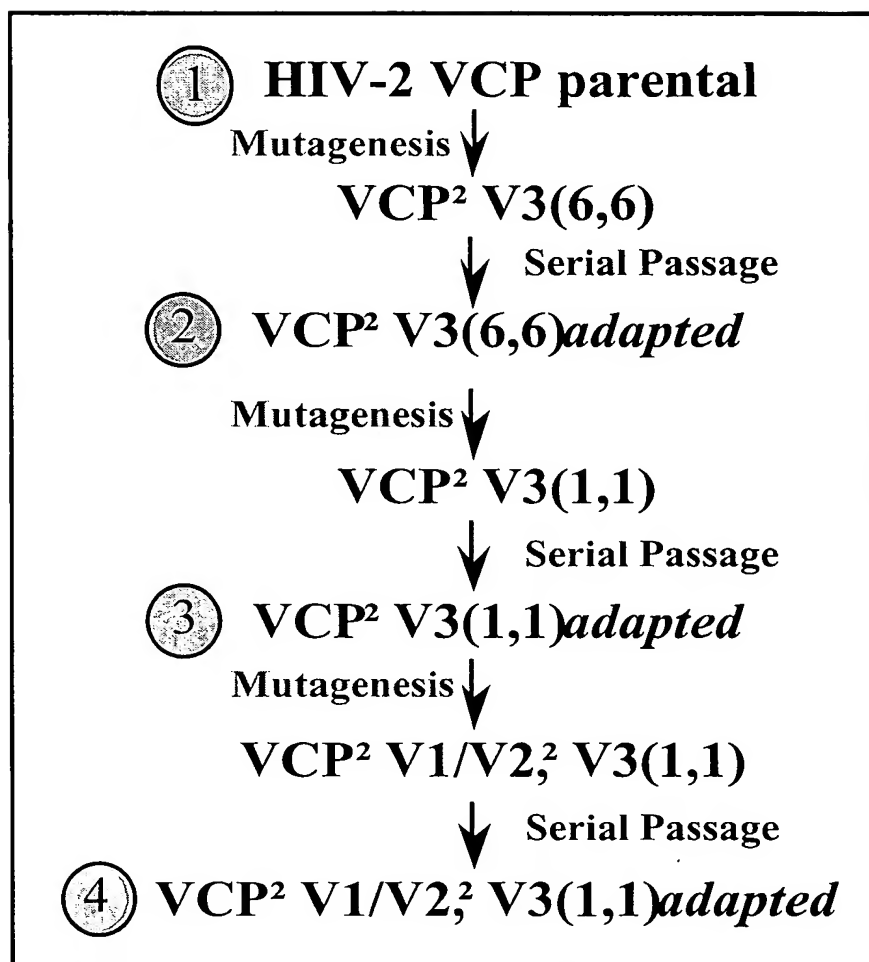 1 HIV-2 VCP parental
Mutagenesis
VCP² V3(6,6)
Serial Passage
2 VCP² V3(6,6)adapted
Mutagenesis
VCP² V3(1,1)
Serial Passage
3 VCP² V3(1,1)adapted
Mutagenesis
VCP² V1/V2,² V3(1,1)
Serial Passage
4 VCP² V1/V2,² V3(1,1)adapted